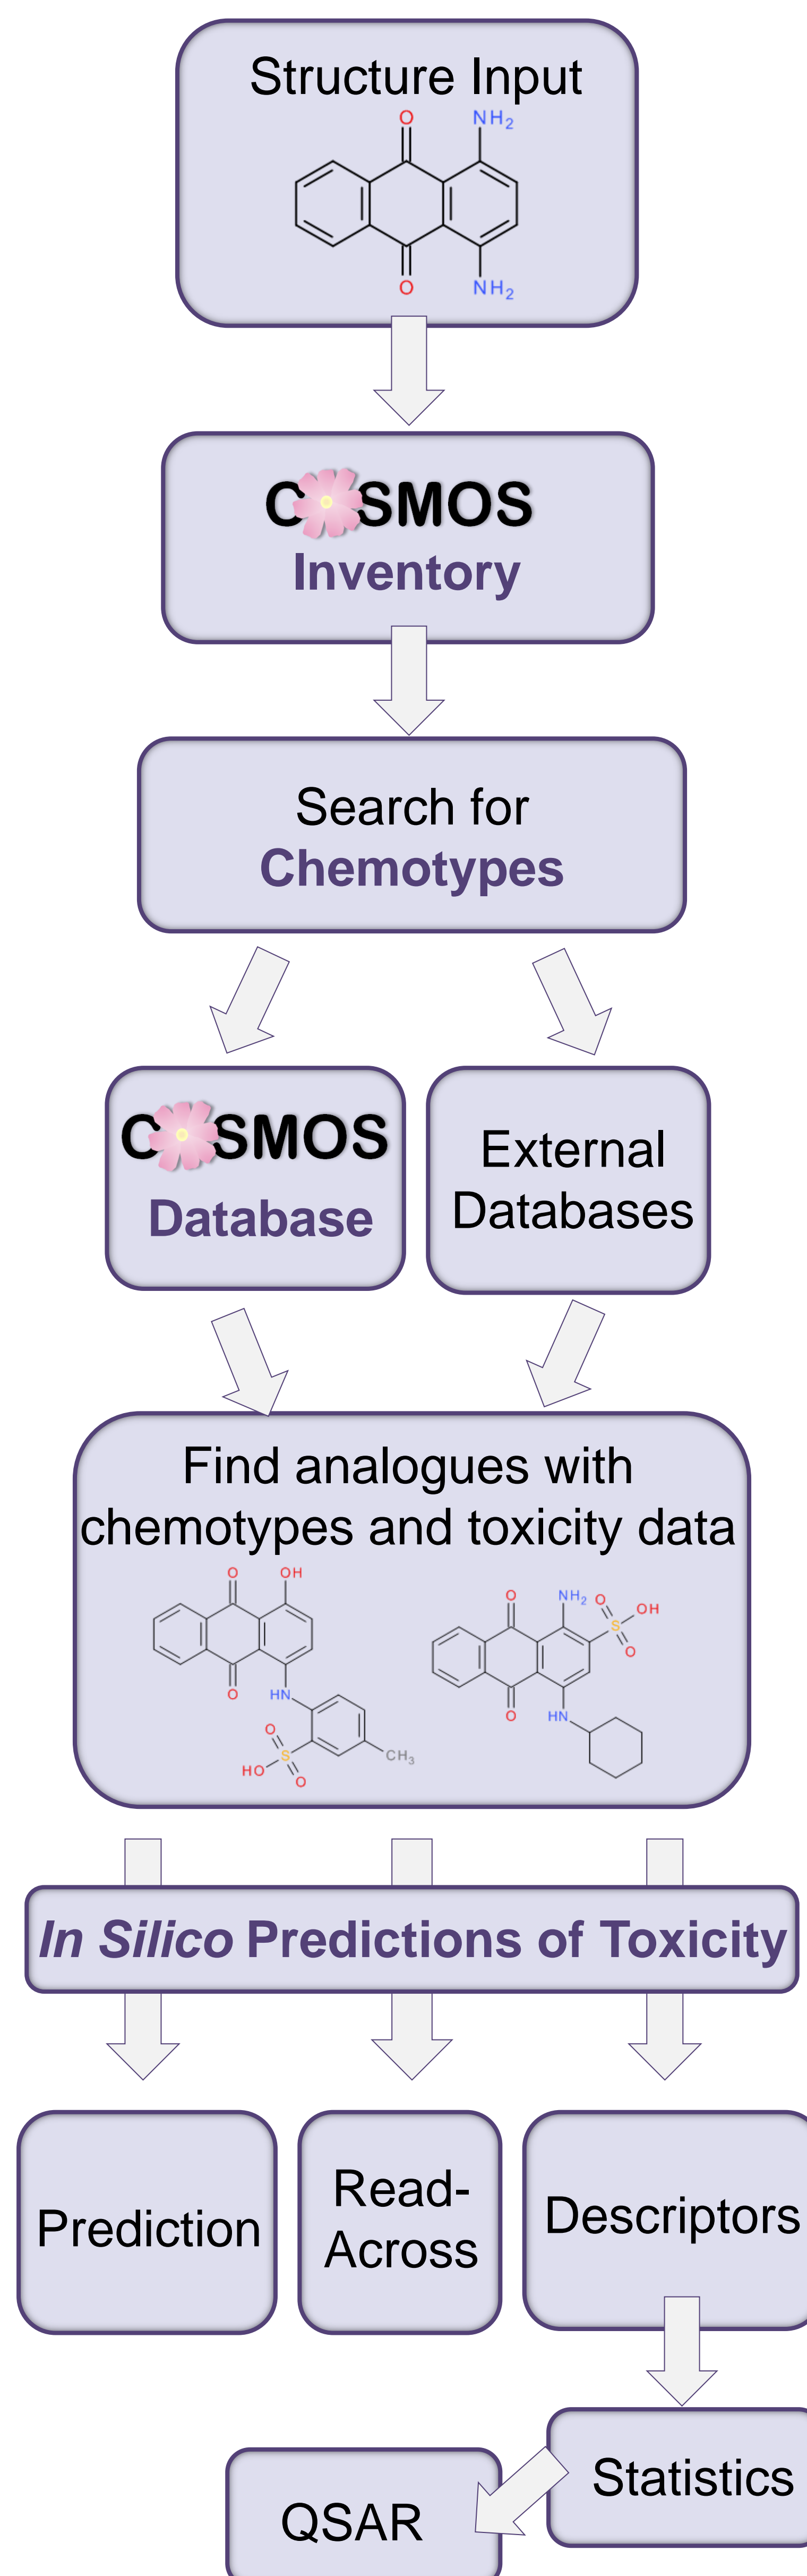 Structure Input
O NH2
O NH2
COSMOS
Inventory
Search for
Chemotypes
COSMOS
Database
External
Databases
Find analogues with
chemotypes and toxicity data
O OH
O HN
O
S
HO O
CH3
O NH2 O OH
S
O
O HN
In Silico Predictions of Toxicity
Prediction
Read-
Across
Descriptors
Statistics
QSAR